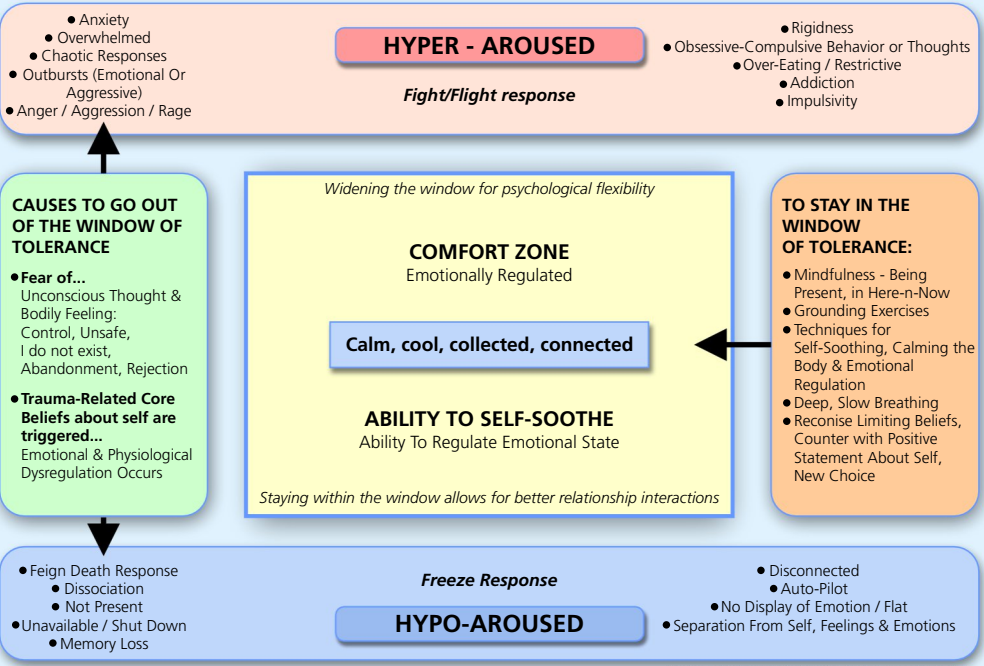 ● Anxiety
● Overwhelmed
● Chaotic Responses
● Outbursts (Emotional Or
Aggressive)
● Anger / Aggression / Rage
HYPER - AROUSED
Fight/Flight response
● Rigidness
● Obsessive-Compulsive Behavior or Thoughts
● Over-Eating / Restrictive
● Addiction
● Impulsivity
CAUSES TO GO OUT
OF THE WINDOW OF
TOLERANCE
● Fear of...
Unconscious Thought &
Bodily Feeling:
Control, Unsafe,
I do not exist,
Abandonment, Rejection
● Trauma-Related Core
Beliefs about self are
triggered...
Emotional & Physiological
Dysregulation Occurs
Widening the window for psychological flexibility
COMFORT ZONE
Emotionally Regulated
Calm, cool, collected, connected
ABILITY TO SELF-SOOTHE
Ability To Regulate Emotional State
Staying within the window allows for better relationship interactions
TO STAY IN THE
WINDOW
OF TOLERANCE:
● Mindfulness - Being
Present, in Here-n-Now
● Grounding Exercises
● Techniques for
Self-Soothing, Calming the
Body & Emotional
Regulation
● Deep, Slow Breathing
● Reconise Limiting Beliefs,
Counter with Positive
Statement About Self,
New Choice
● Feign Death Response
● Dissociation
● Not Present
● Unavailable / Shut Down
● Memory Loss
Freeze Response
HYPO-AROUSED
● Disconnected
● Auto-Pilot
● No Display of Emotion / Flat
● Separation From Self, Feelings & Emotions